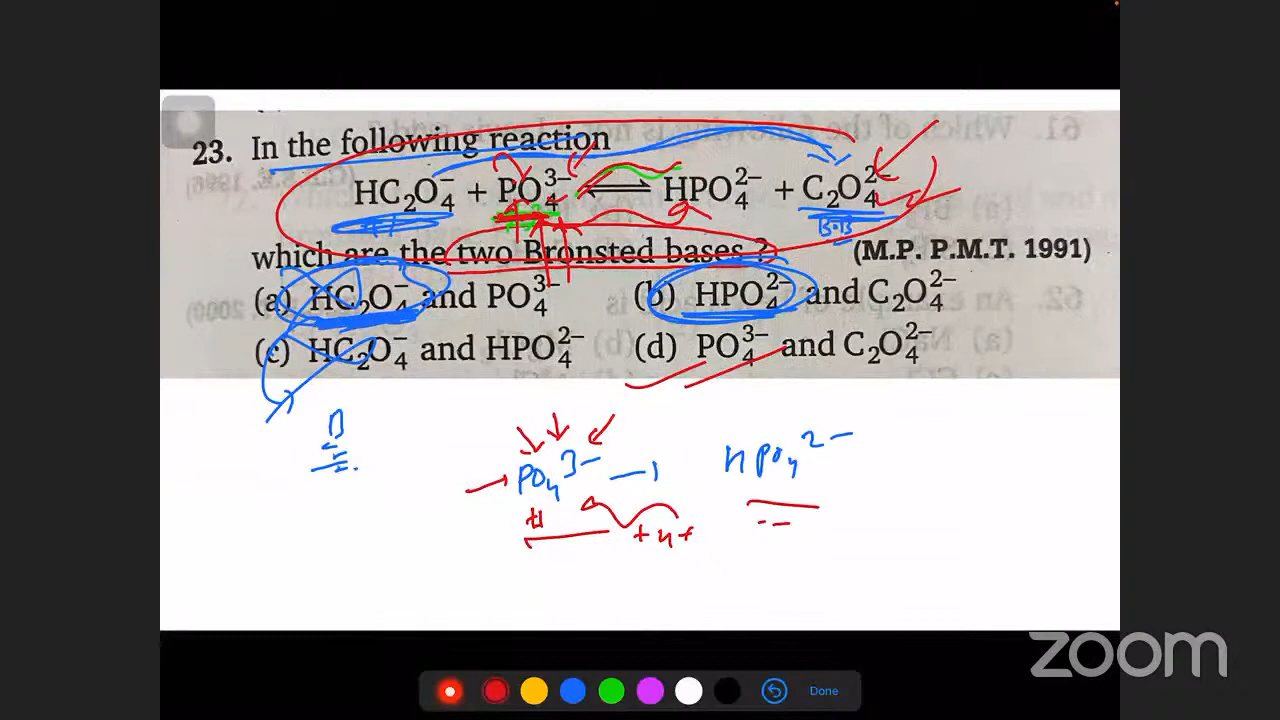 23. In the following reaction
HC₂O₄⁻ + PO₄³⁻ ⇌ HPO₄²⁻ + C₂O₄²⁻
which are the two Bronsted bases ?
(M.P. P.M.T. 1991)
(a) HC₂O₄⁻ and PO₄³⁻ (b) HPO₄²⁻ and C₂O₄²⁻
(c) HC₂O₄⁻ and HPO₄²⁻ (d) PO₄³⁻ and C₂O₄²⁻
PO₄³⁻ HPO₄²⁻
zoom
Done